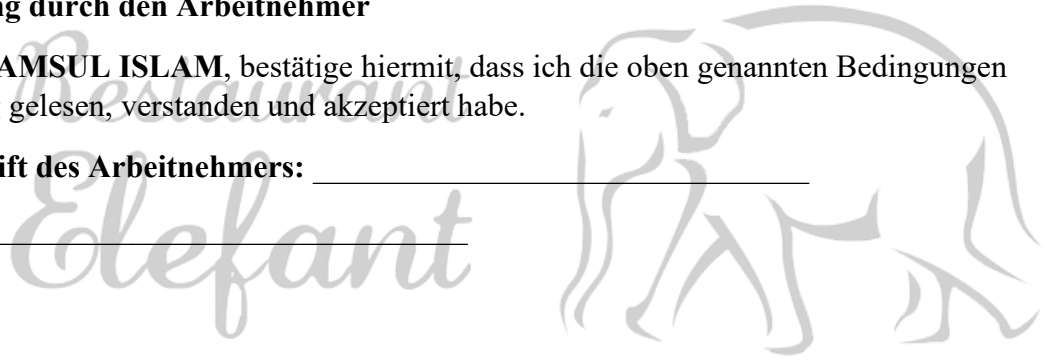 ng durch den Arbeitnehmer
AMSUL ISLAM, bestätige hiermit, dass ich die oben genannten Bedingungen
gelesen, verstanden und akzeptiert habe.
ift des Arbeitnehmers: _______________________________
Restaurant
Elefant